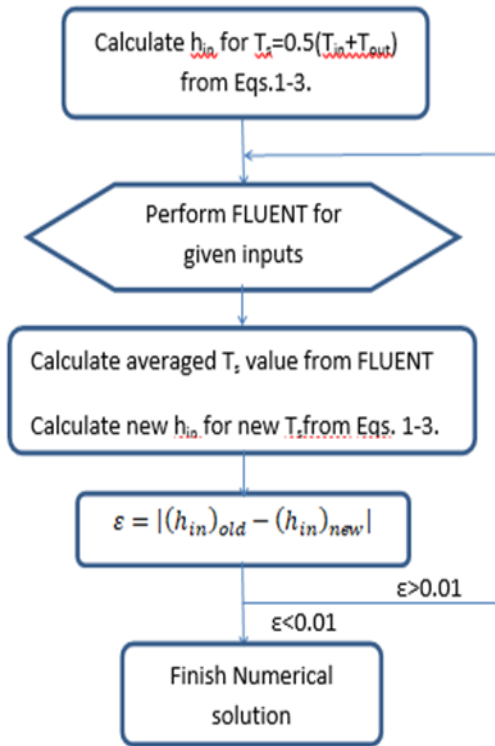 Calculate hin for Ts=0.5(Tin+Tout)
from Eqs.1-3.
Perform FLUENT for
given inputs
Calculate averaged Ts value from FLUENT
Calculate new hin for new Tsfrom Eqs. 1-3.
ε = |(hin)old − (hin)new|
ε>0.01
ε<0.01
Finish Numerical
solution